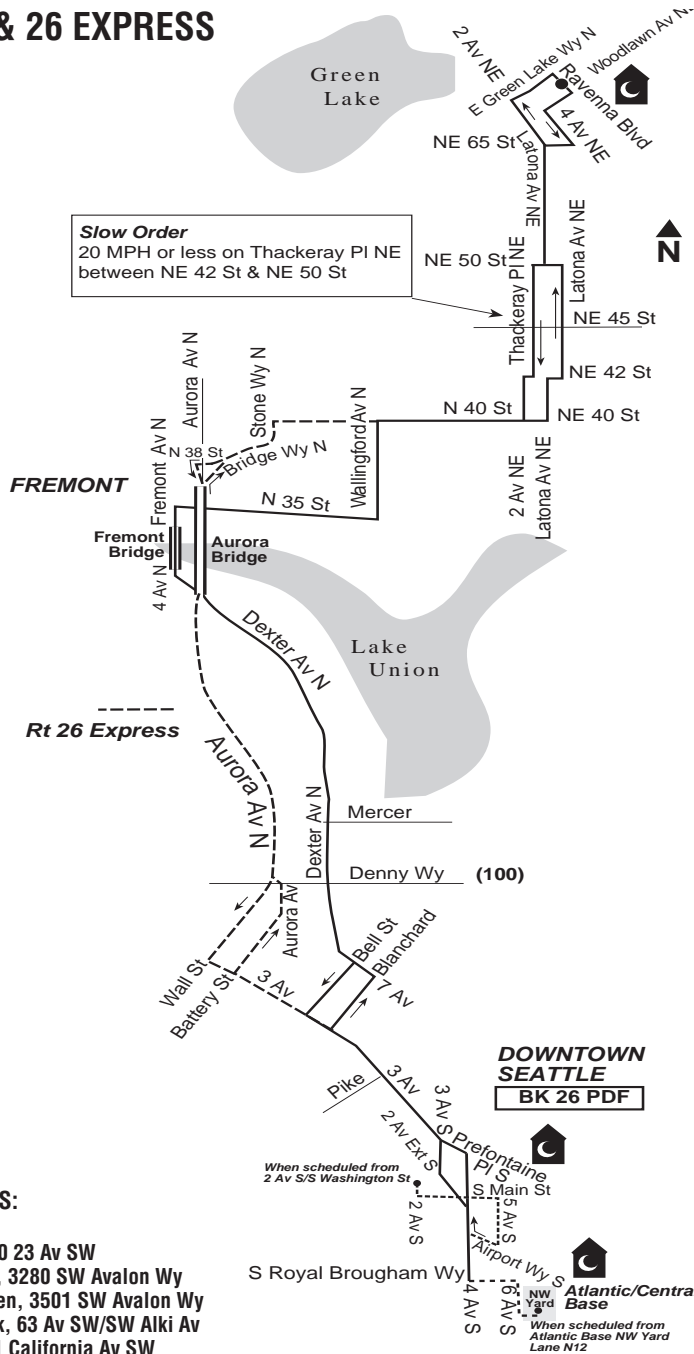 & 26 EXPRESS
Green
Lake
2 Av NE
E Green Lake Wy N
Woodlawn Av N
Ravenna Blvd
4 Av NE
NE 65 St
Latona Av NE
Slow Order
20 MPH or less on Thackeray Pl NE
between NE 42 St & NE 50 St
NE 50 St
Thackeray Pl NE
Latona Av NE
N
NE 45 St
NE 42 St
N 40 St
NE 40 St
Aurora Av N
Stone Wy N
Wallingford Av N
Fremont Av N
N 38 St
Bridge Wy N
2 Av NE
Latona Av NE
FREMONT
N 35 St
Fremont
Bridge
Aurora
Bridge
4 Av N
Dexter Av N
Lake
Union
Rt 26 Express
Aurora Av N
Dexter Av N
Mercer
Denny Wy
(100)
Aurora Av
Bell St
Blanchard
Wall St
Battery St
3 Av
7 Av
DOWNTOWN
SEATTLE
BK 26 PDF
Pike
3 Av
3 Av S
2 Av Ext S
Prefontaine
Pl S
When scheduled from
2 Av S/S Washington St
S Main St
2 Av S
5 Av S
Airport Wy S
S Royal Brougham Wy
4 Av S
6 Av S
NW
Yard
Atlantic/Centra
Base
When scheduled from
Atlantic Base NW Yard
Lane N12
S:
0 23 Av SW
, 3280 SW Avalon Wy
en, 3501 SW Avalon Wy
k, 63 Av SW/SW Alki Av
1 California Av SW